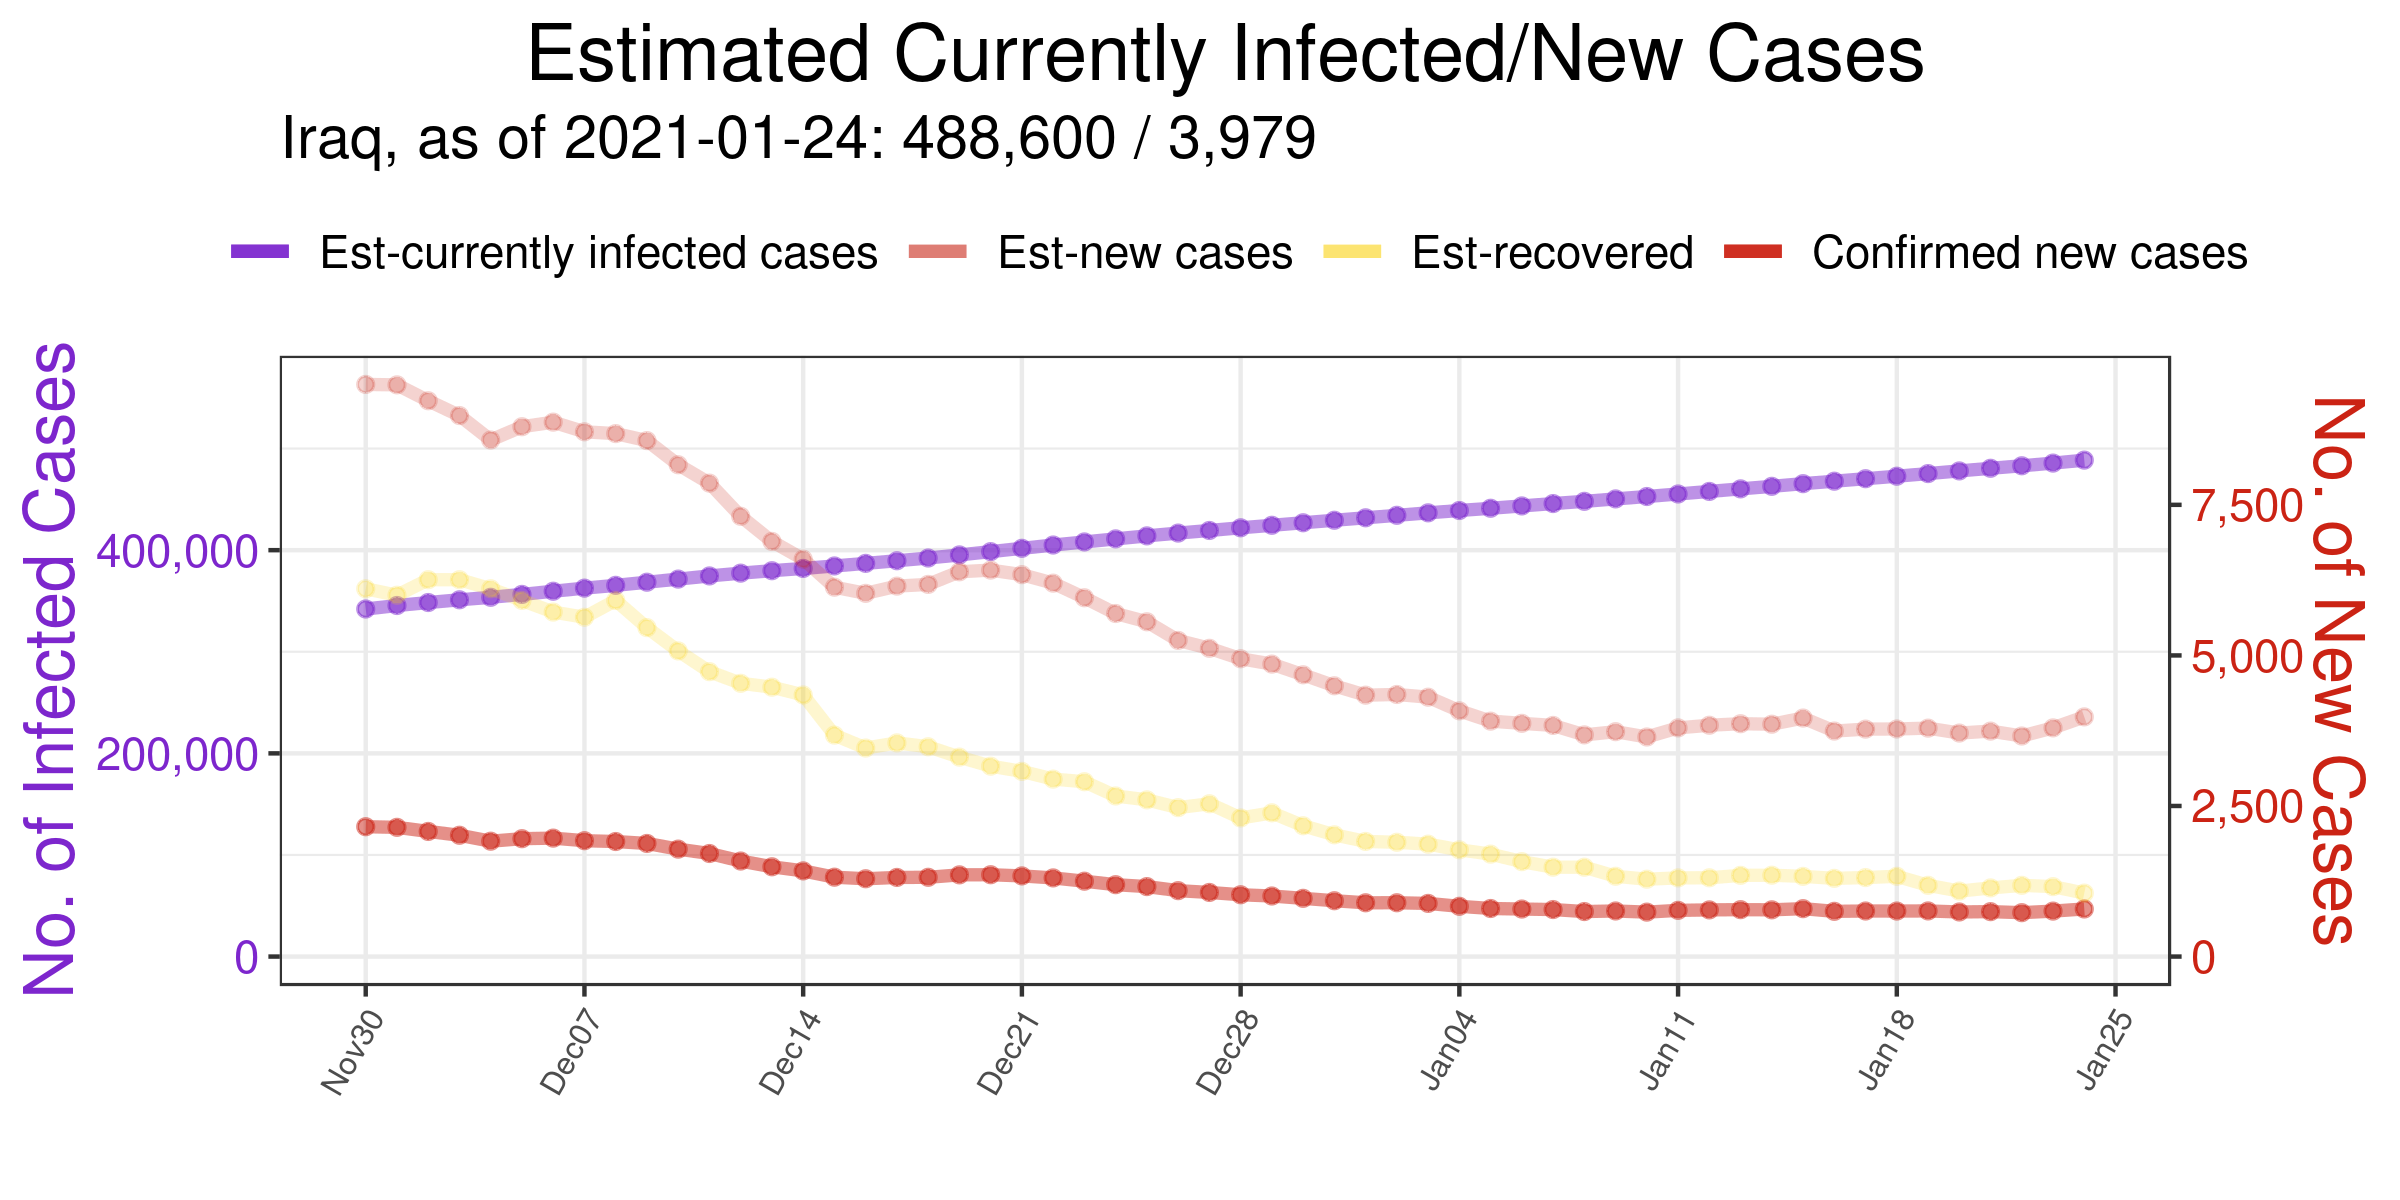 Estimated Currently Infected/New Cases
Iraq, as of 2021-01-24: 488,600 / 3,979
Est-currently infected cases Est-new cases Est-recovered Confirmed new cases
No. of Infected Cases
400,000
200,000
0
7,500
5,000
2,500
0
No. of New Cases
Nov30 Dec07 Dec14 Dec21 Dec28 Jan04 Jan11 Jan18 Jan25